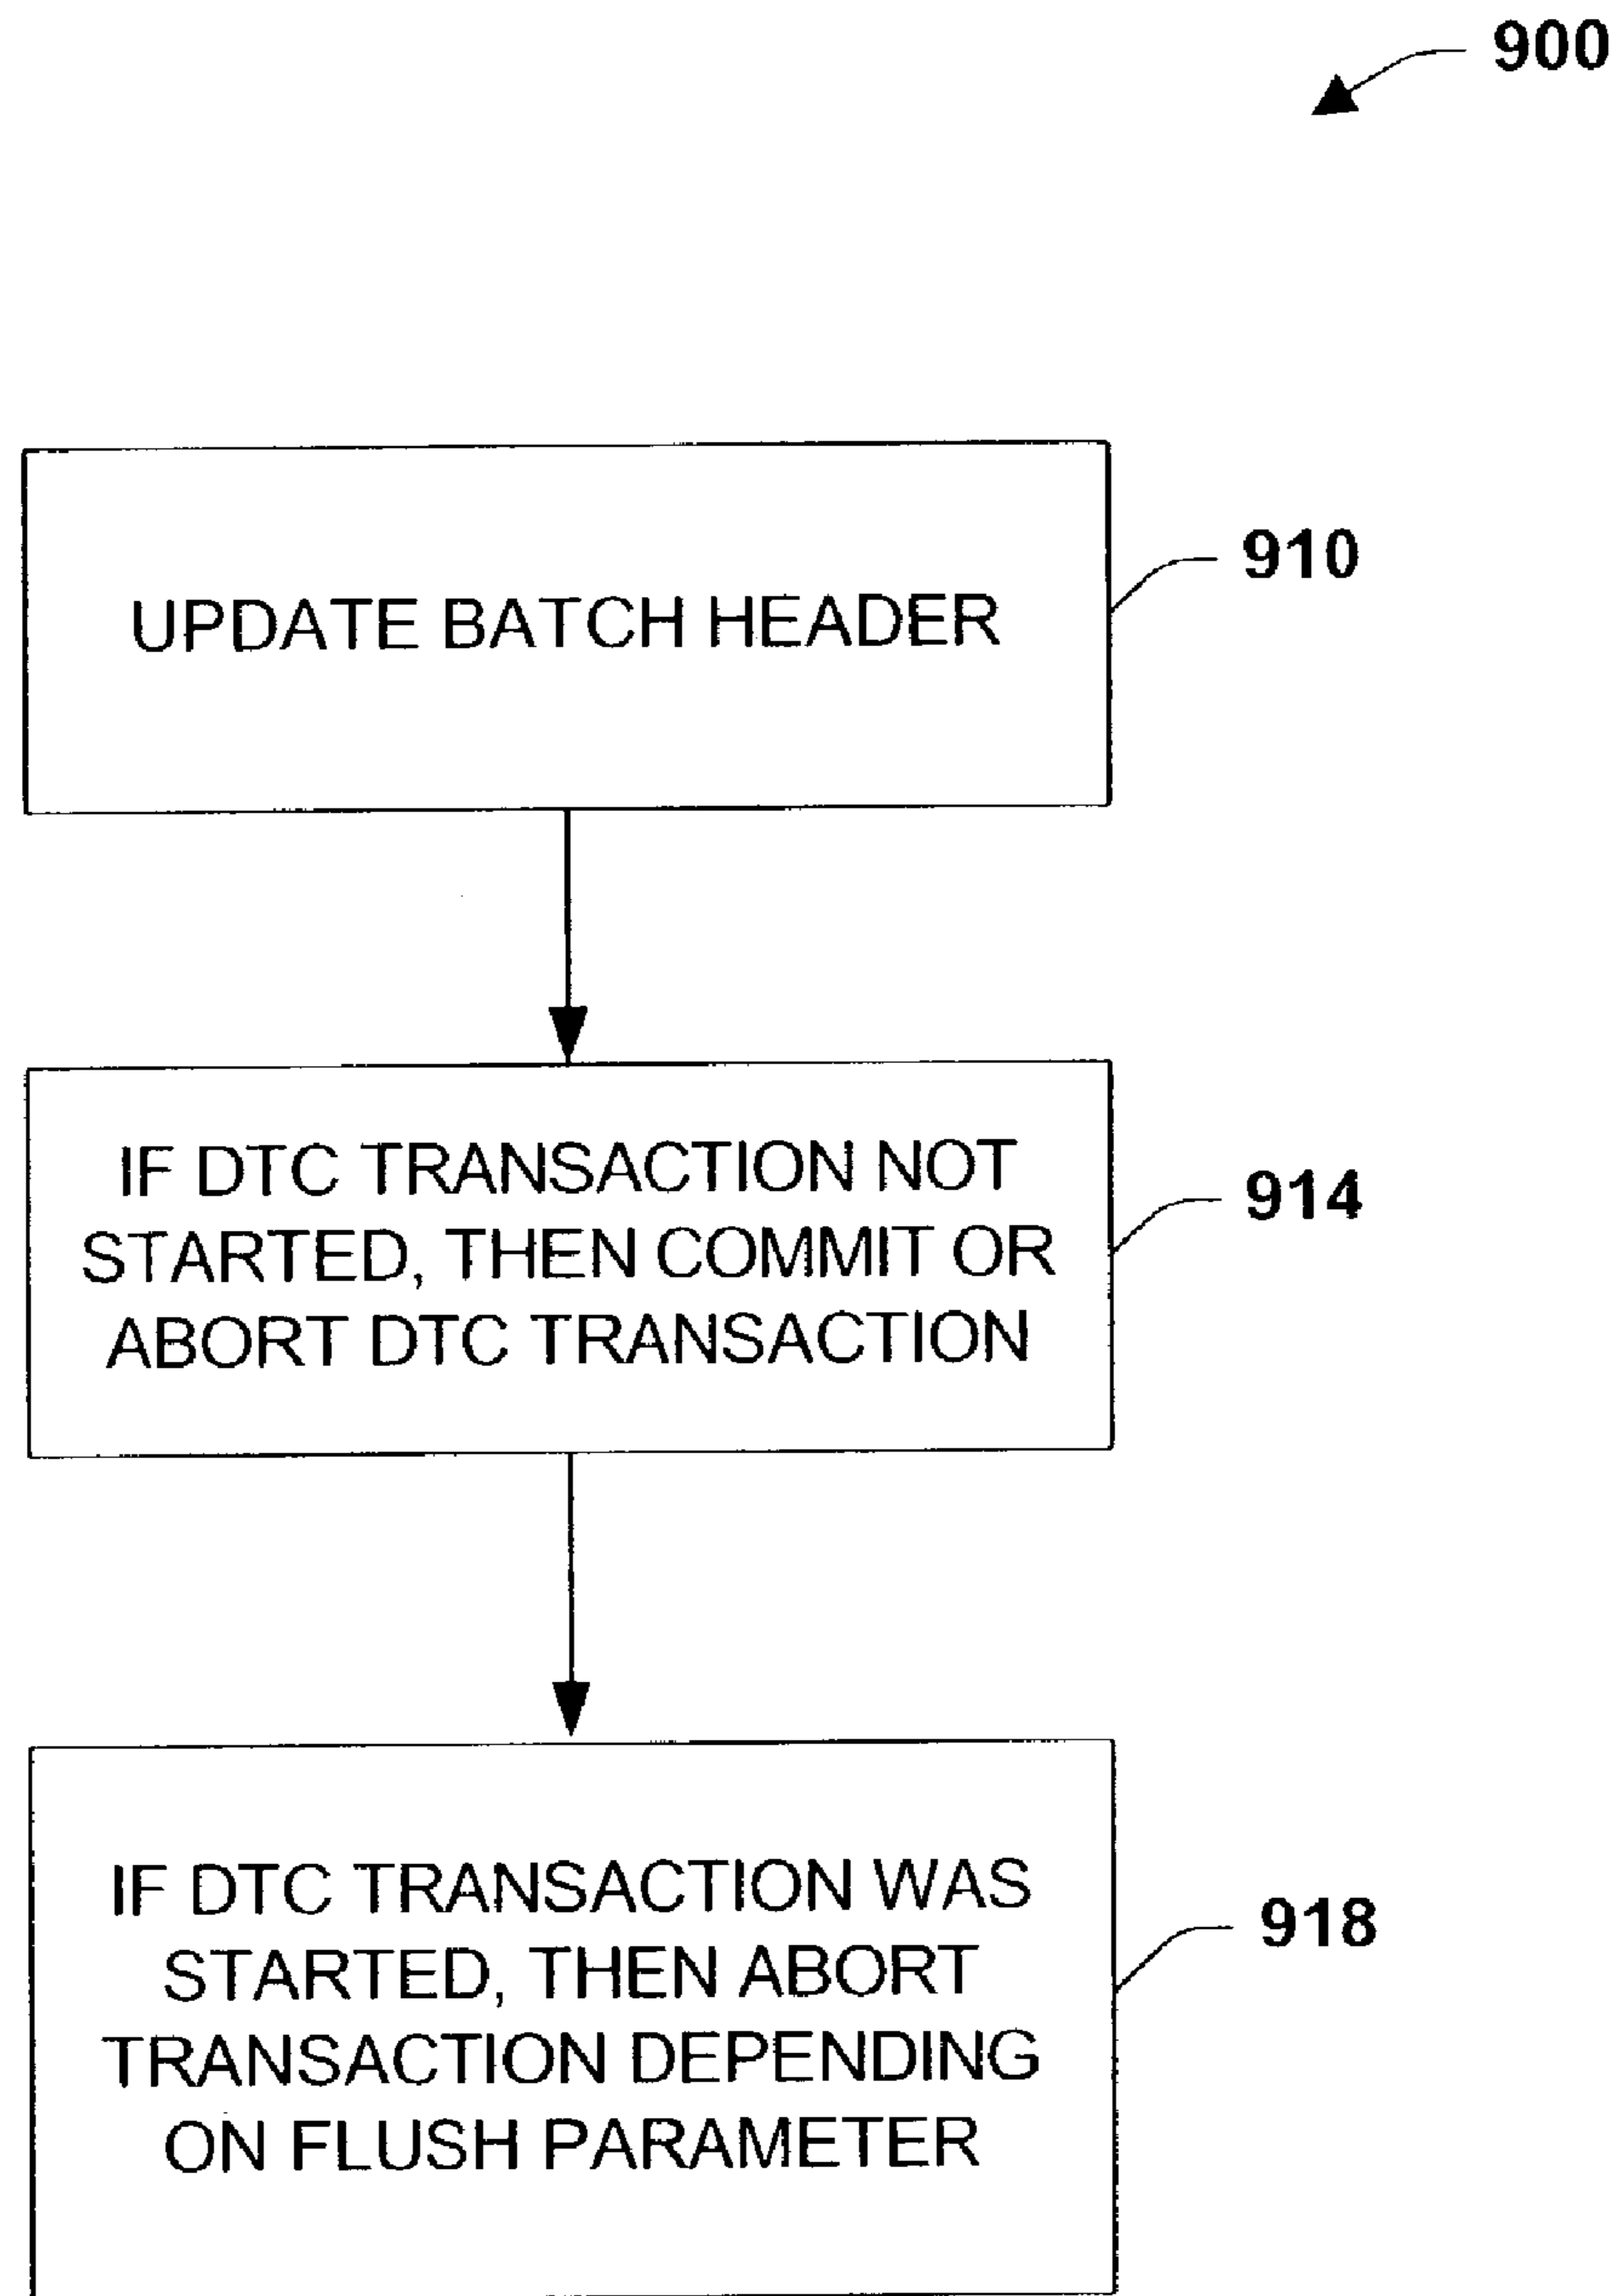 900
UPDATE BATCH HEADER
910
IF DTC TRANSACTION NOT
STARTED, THEN COMMIT OR
ABORT DTC TRANSACTION
914
IF DTC TRANSACTION WAS
STARTED, THEN ABORT
TRANSACTION DEPENDING
ON FLUSH PARAMETER
918